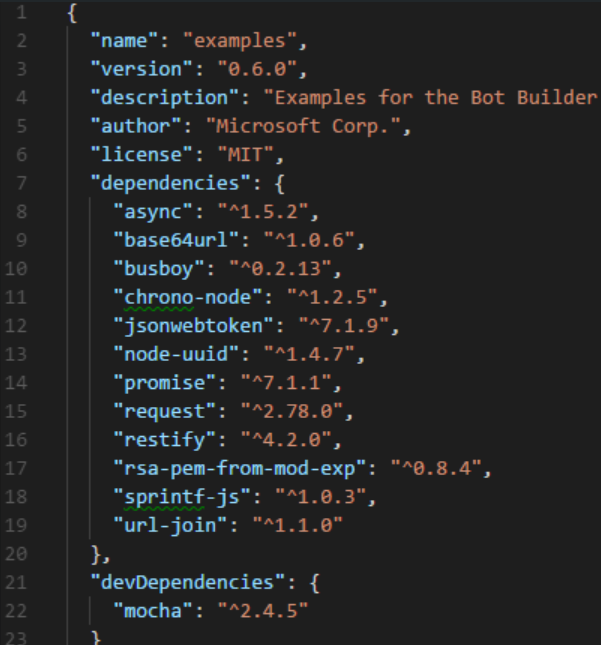 1 {
2 "name": "examples",
3 "version": "0.6.0",
4 "description": "Examples for the Bot Builder
5 "author": "Microsoft Corp.",
6 "license": "MIT",
7 "dependencies": {
8 "async": "^1.5.2",
9 "base64url": "^1.0.6",
10 "busboy": "^0.2.13",
11 "chrono-node": "^1.2.5",
12 "jsonwebtoken": "^7.1.9",
13 "node-uuid": "^1.4.7",
14 "promise": "^7.1.1",
15 "request": "^2.78.0",
16 "restify": "^4.2.0",
17 "rsa-pem-from-mod-exp": "^0.8.4",
18 "sprintf-js": "^1.0.3",
19 "url-join": "^1.1.0"
20 },
21 "devDependencies": {
22 "mocha": "^2.4.5"
23 }